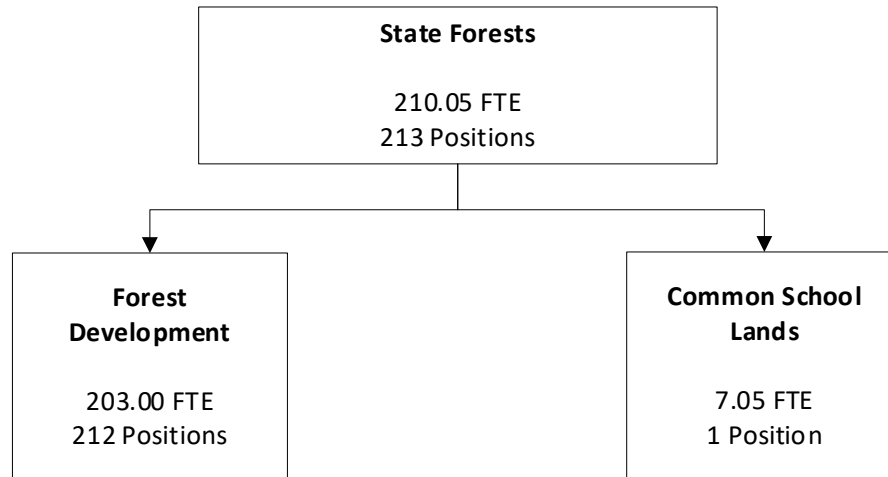 State Forests
210.05 FTE
213 Positions
Forest
Development
203.00 FTE
212 Positions
Common School
Lands
7.05 FTE
1 Position